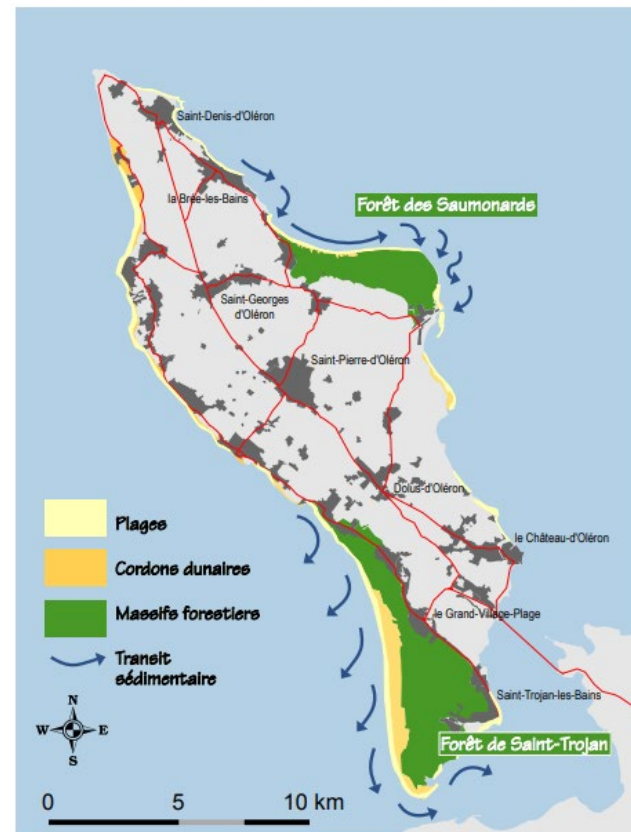 Saint-Denis-d'Oléron
la Brée-les-Bains
Forêt des Saumonards
Saint-Georges
d'Oléron
Saint-Pierre-d'Oléron
Dolus-d'Oléron
le Château-d'Oléron
le Grand-Village-Plage
Saint-Trojan-les-Bains
Forêt de Saint-Trojan
Plages
Cordons dunaires
Massifs forestiers
Transit
sédimentaire
N
W E
S
0 5 10 km